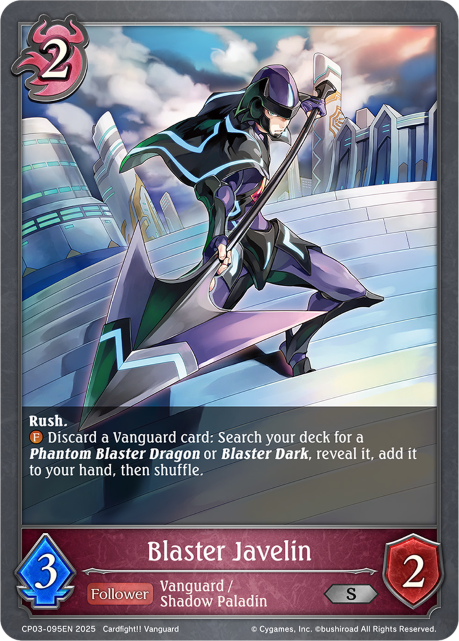 2
Rush.
F Discard a Vanguard card: Search your deck for a
Phantom Blaster Dragon or Blaster Dark, reveal it, add it
to your hand, then shuffle.
Blaster Javelin
3
Follower
Vanguard /
Shadow Paladin
S
2
CP03-095EN 2025 Cardfight!! Vanguard
© Cygames, Inc. ©bushiroad All Rights Reserved.